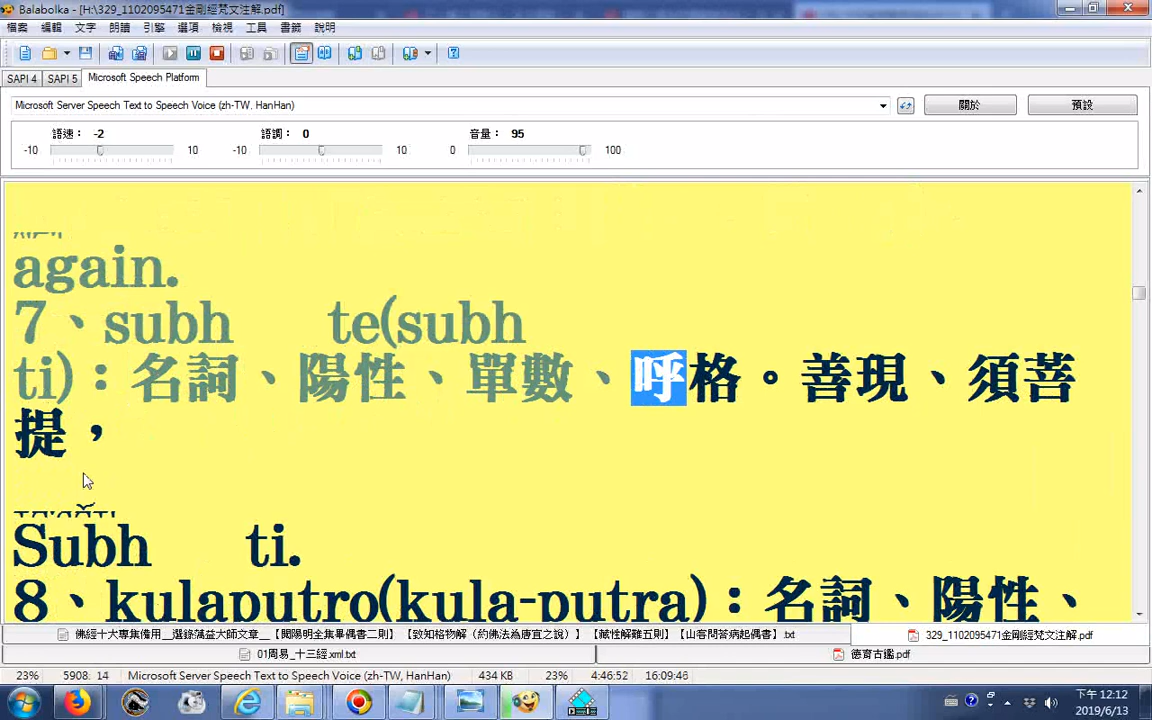 Balabolka - [H:\329_1102095471金剛經梵文注解.pdf]
檔案 編輯 文字 朗讀 引擎 選項 檢視 工具 書籤 說明
SAPI 4 SAPI 5 Microsoft Speech Platform
Microsoft Server Speech Text to Speech Voice (zh-TW, HanHan) 關於 預設
語速： -2 語調： 0 音量： 95
-10 10 -10 10 0 100
again.
7、subh te(subh
ti)：名詞、陽性、單數、呼格。善現、須菩
提，
Subh ti.
8、kulaputro(kula-putra)：名詞、陽性、
佛經十大專集備用__選錄蕅益大師文章__【閱陽明全集畢偶書二則】 【致知格物解（約佛法為唐宜之說）】 【藏性解難五則】 【山客問答病起偶書】.txt 329_1102095471金剛經梵文注解.pdf
01周易_十三經.xml.txt 德育古鑑.pdf
23% 5908: 14 Microsoft Server Speech Text to Speech Voice (zh-TW, HanHan) 434 KB 23% 4:46:52 16:09:46
下午 12:12
2019/6/13